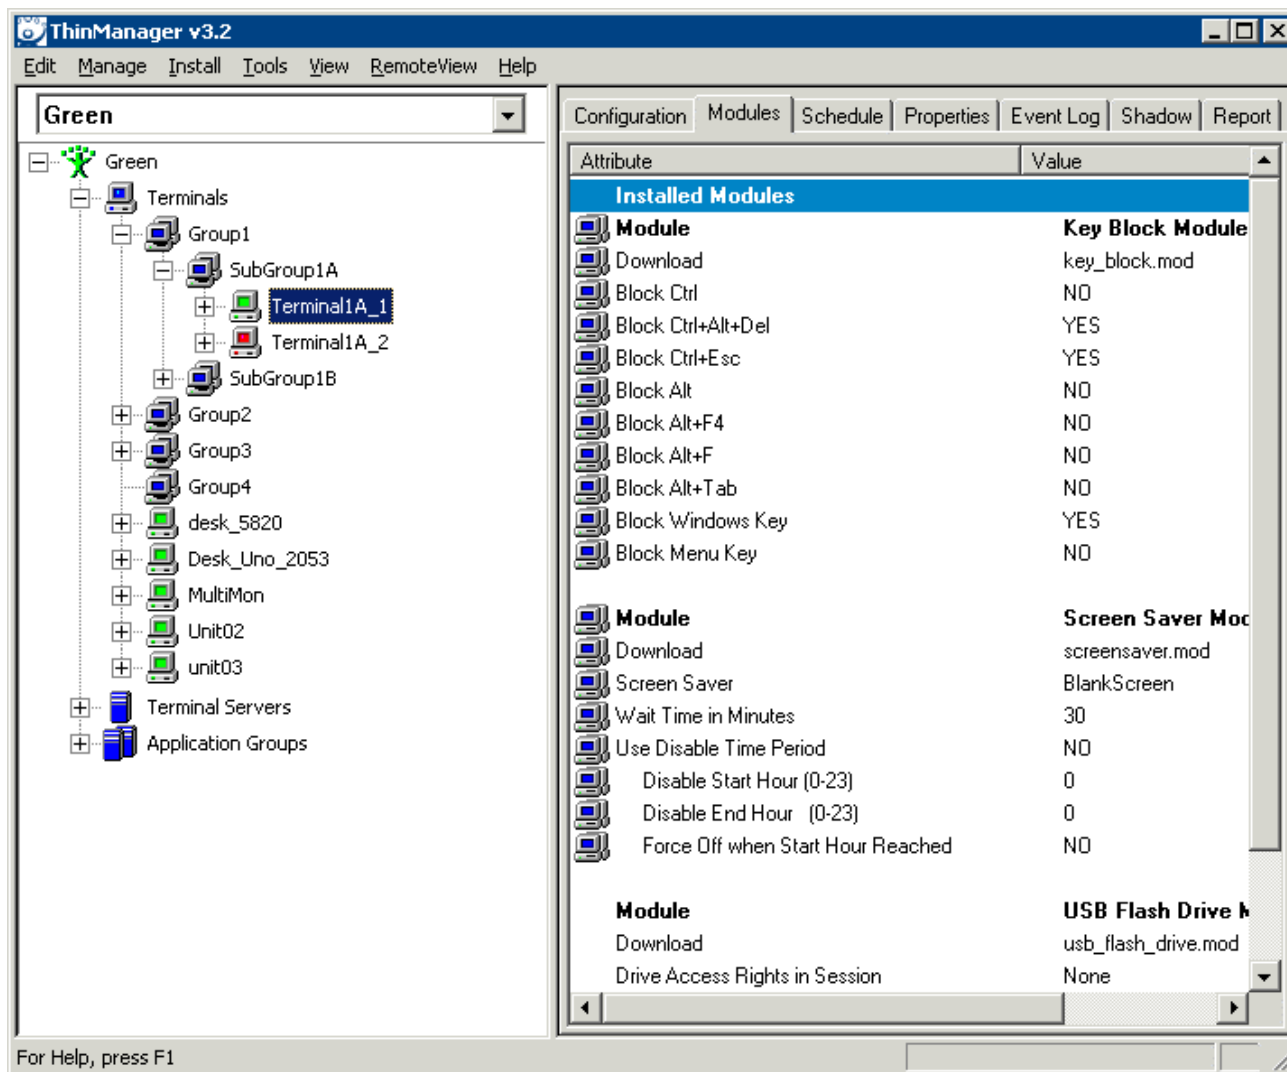 ThinManager v3.2
Edit Manage Install Tools View RemoteView Help
Green
Green
Terminals
Group1
SubGroup1A
Terminal1A_1
Terminal1A_2
SubGroup1B
Group2
Group3
Group4
desk_5820
Desk_Uno_2053
MultiMon
Unit02
unit03
Terminal Servers
Application Groups
Configuration Modules Schedule Properties Event Log Shadow Report
Attribute Value
Installed Modules
Module Key Block Module
Download key_block.mod
Block Ctrl NO
Block Ctrl+Alt+Del YES
Block Ctrl+Esc YES
Block Alt NO
Block Alt+F4 NO
Block Alt+F NO
Block Alt+Tab NO
Block Windows Key YES
Block Menu Key NO
Module Screen Saver Moc
Download screensaver.mod
Screen Saver BlankScreen
Wait Time in Minutes 30
Use Disable Time Period NO
Disable Start Hour (0-23) 0
Disable End Hour (0-23) 0
Force Off when Start Hour Reached NO
Module USB Flash Drive
Download usb_flash_drive.mod
Drive Access Rights in Session None
For Help, press F1